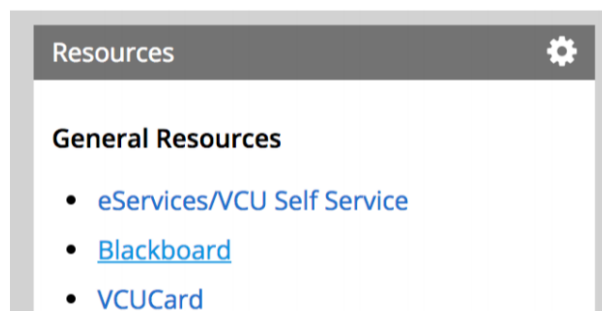 Resources
General Resources
• eServices/VCU Self Service
• Blackboard
• VCUCard